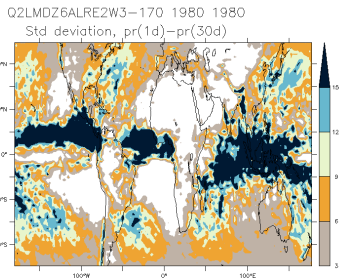 Q2LMDZ6ALRE2W3-170 1980 1980
Std deviation, pr(1d)-pr(30d)
°N
°N
0°
°S
°S
100°W 0° 100°E
15
12
9
6
3